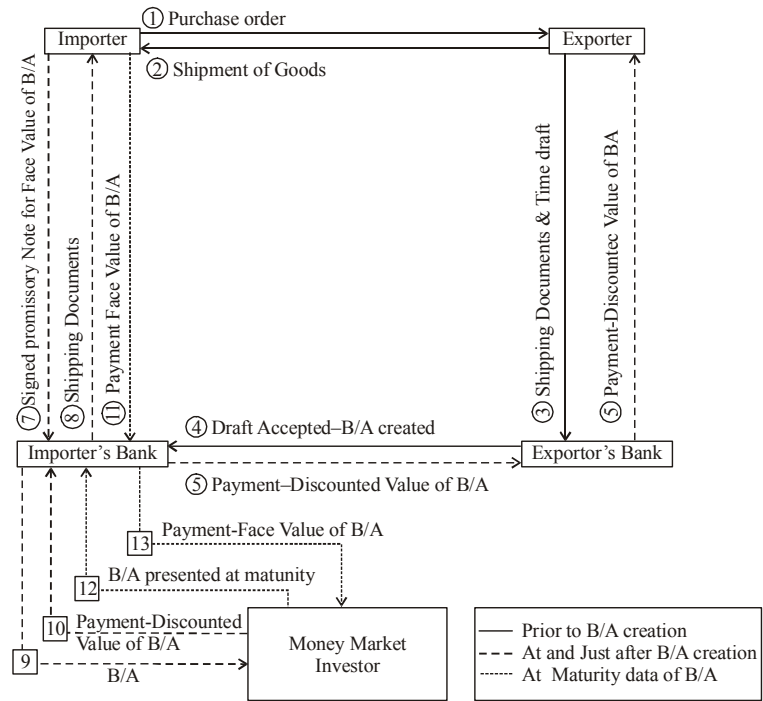 ① Purchase order
Importer
Exporter
② Shipment of Goods
⑦ Signed promissory Note for Face Value of B/A
⑧ Shipping Documents
⑪ Payment Face Value of B/A
③ Shipping Documents & Time draft
⑤ Payment-Discountec Value of BA
④ Draft Accepted–B/A created
Importer's Bank
Exportor's Bank
⑤ Payment–Discounted Value of B/A
Payment-Face Value of B/A
13
B/A presented at maturity
12
Payment-Discounted
10
Value of B/A
9
B/A
Money Market
Investor
Prior to B/A creation
At and Just after B/A creation
At Maturity data of B/A